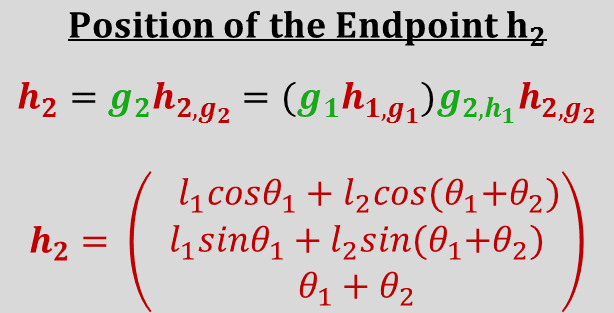 Position of the Endpoint h₂
h₂ = g₂h₂,g₂ = (g₁h₁,g₁)g₂,h₁h₂,g₂
l₁cosθ₁ + l₂cos(θ₁+θ₂)
h₂ = ( l₁sinθ₁ + l₂sin(θ₁+θ₂) )
θ₁ + θ₂